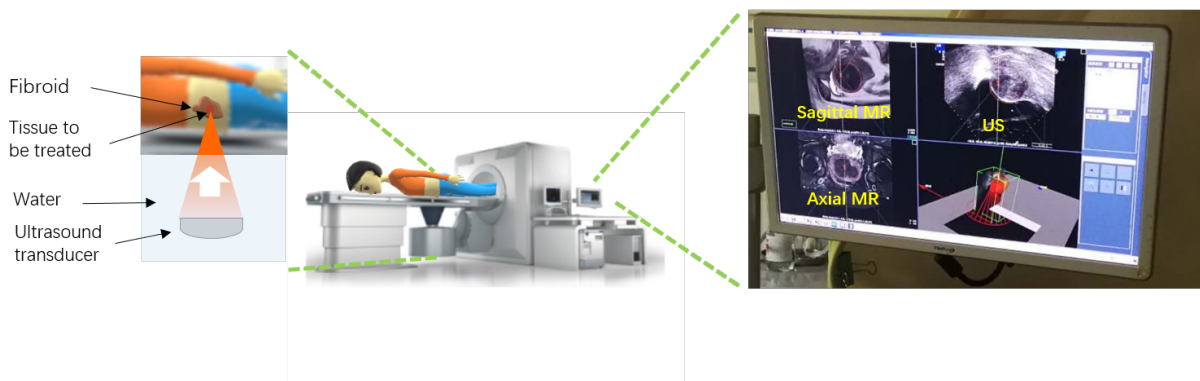 Fibroid
Tissue to
be treated
Water
Ultrasound
transducer
Sagittal MR
US
Axial MR